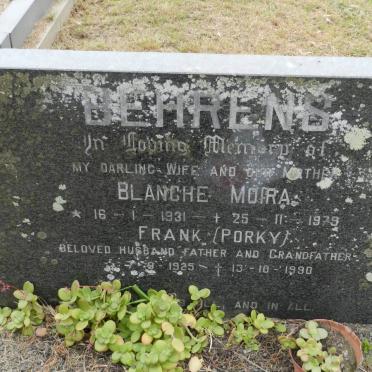 BEHRENS
In Loving Memory of
MY DARLING WIFE AND OUR MOTHER
BLANCHE MOIRA
★ 16 - 1 - 1931 - + 25 - 11 - 1979
FRANK (PORKY)
BELOVED HUSBAND FATHER AND GRANDFATHER
1925 - + 13 - 10 - 1990
AND IN ALL